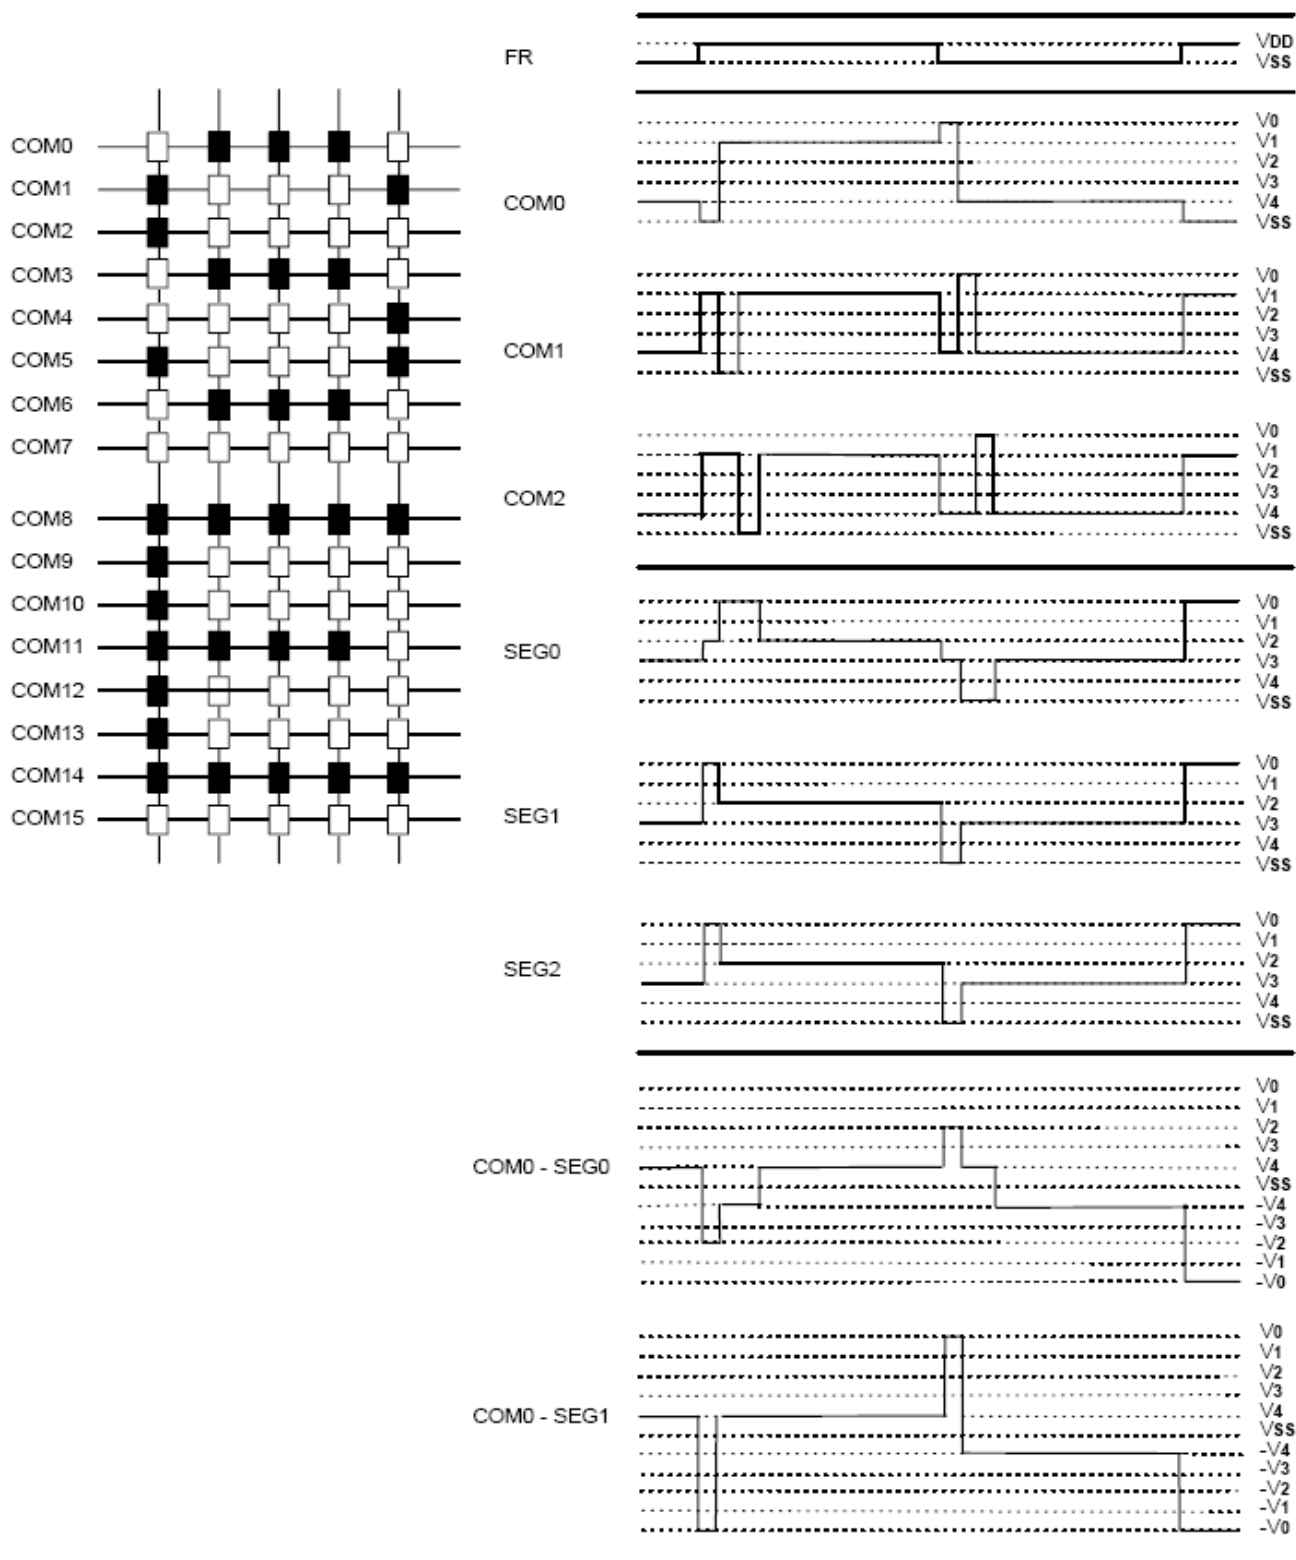 FR
VDD
VSS
COM0
COM1
COM2
COM3
COM4
COM5
COM6
COM7
COM8
COM9
COM10
COM11
COM12
COM13
COM14
COM15
COM0
V0
V1
V2
V3
V4
VSS
COM1
V0
V1
V2
V3
V4
VSS
COM2
V0
V1
V2
V3
V4
VSS
SEG0
V0
V1
V2
V3
V4
VSS
SEG1
V0
V1
V2
V3
V4
VSS
SEG2
V0
V1
V2
V3
V4
VSS
COM0 - SEG0
V0
V1
V2
V3
V4
VSS
-V4
-V3
-V2
-V1
-V0
COM0 - SEG1
V0
V1
V2
V3
V4
VSS
-V4
-V3
-V2
-V1
-V0